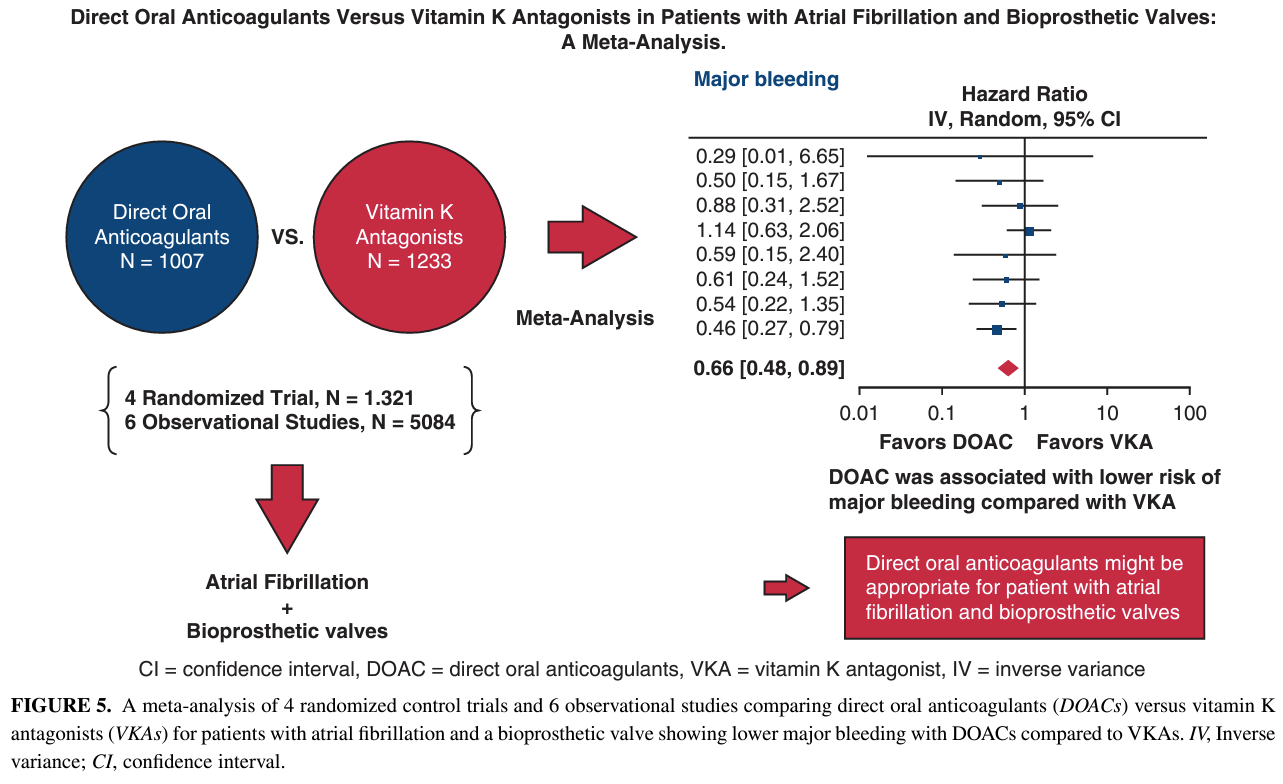 Direct Oral Anticoagulants Versus Vitamin K Antagonists in Patients with Atrial Fibrillation and Bioprosthetic Valves:
A Meta-Analysis.
Direct Oral
Anticoagulants
N = 1007
VS.
Vitamin K
Antagonists
N = 1233
Meta-Analysis
4 Randomized Trial, N = 1.321
6 Observational Studies, N = 5084
Atrial Fibrillation
+
Bioprosthetic valves
Major bleeding
Hazard Ratio
IV, Random, 95% CI
0.29 [0.01, 6.65]
0.50 [0.15, 1.67]
0.88 [0.31, 2.52]
1.14 [0.63, 2.06]
0.59 [0.15, 2.40]
0.61 [0.24, 1.52]
0.54 [0.22, 1.35]
0.46 [0.27, 0.79]
0.66 [0.48, 0.89]
0.01 0.1 1 10 100
Favors DOAC Favors VKA
DOAC was associated with lower risk of
major bleeding compared with VKA
Direct oral anticoagulants might be
appropriate for patient with atrial
fibrillation and bioprosthetic valves
CI = confidence interval, DOAC = direct oral anticoagulants, VKA = vitamin K antagonist, IV = inverse variance
FIGURE 5. A meta-analysis of 4 randomized control trials and 6 observational studies comparing direct oral anticoagulants (DOACs) versus vitamin K
antagonists (VKAs) for patients with atrial fibrillation and a bioprosthetic valve showing lower major bleeding with DOACs compared to VKAs. IV, Inverse
variance; CI, confidence interval.